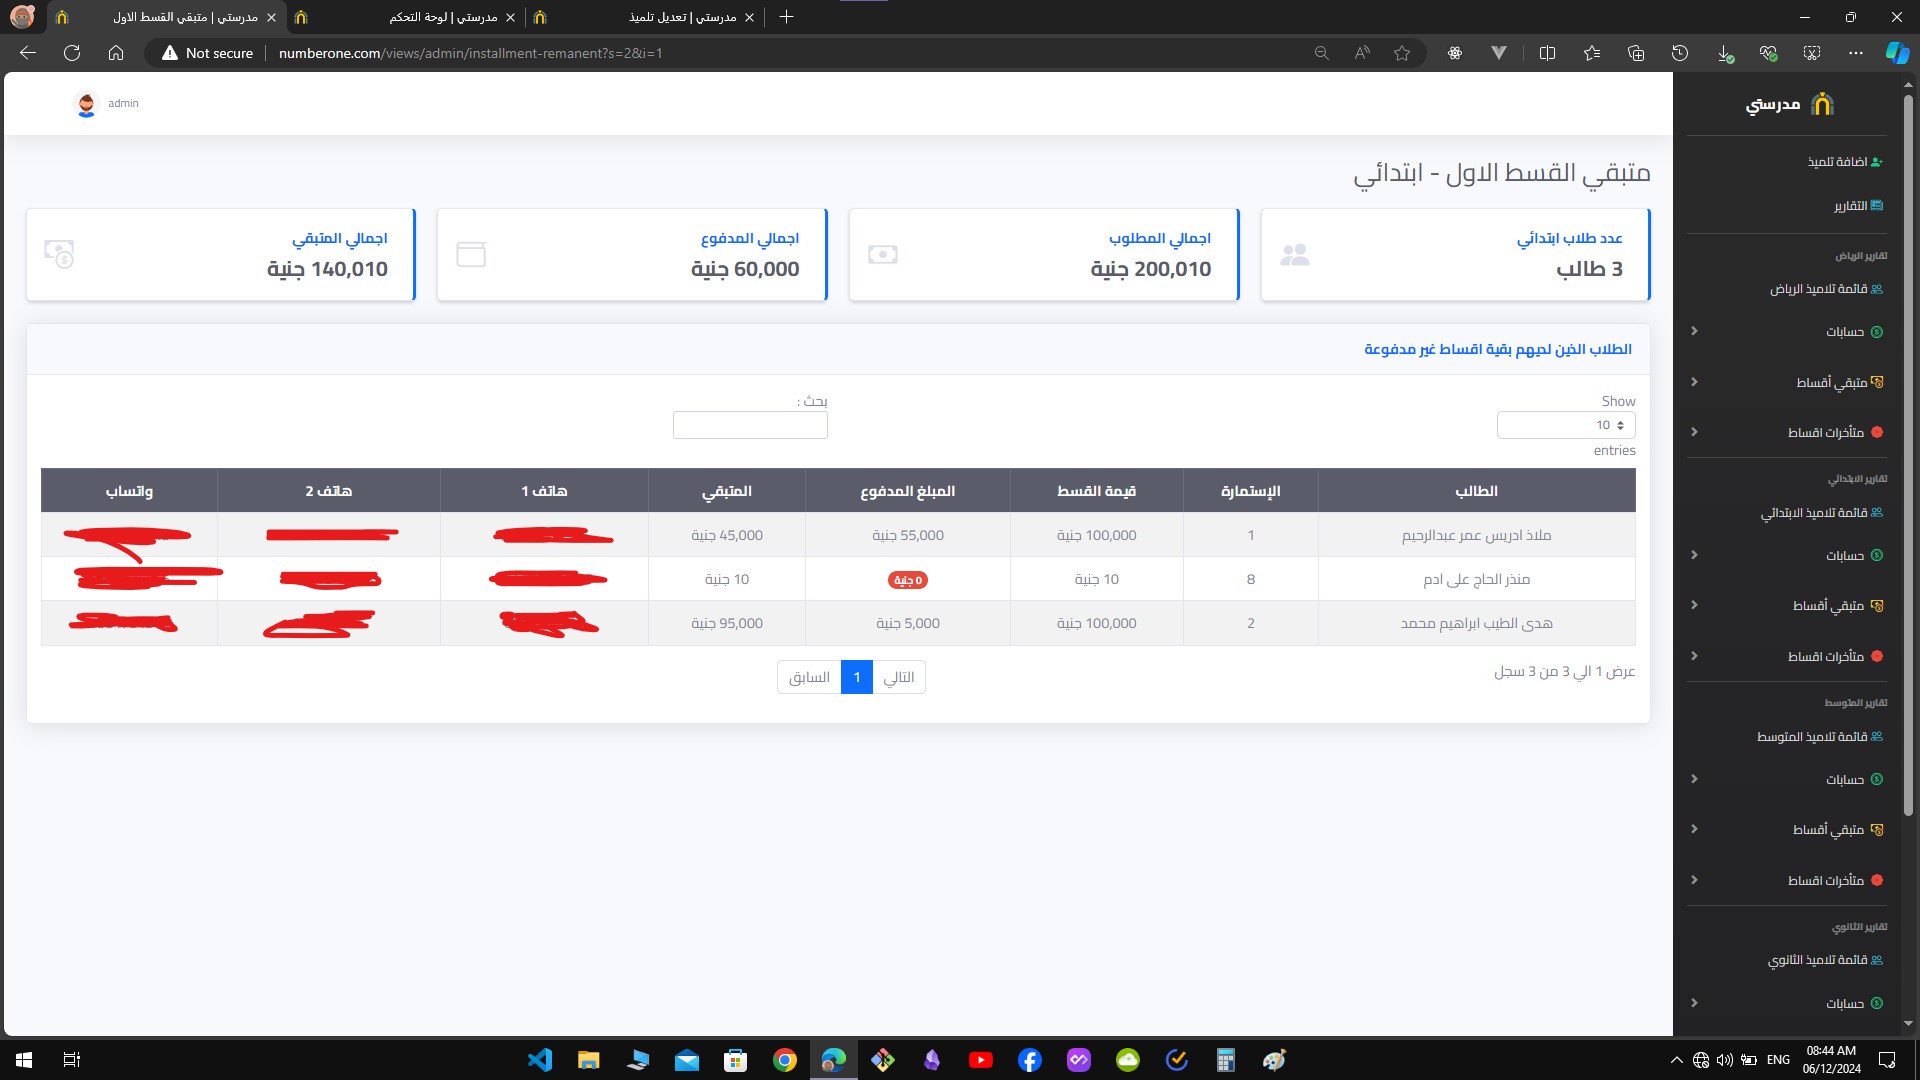 مدرستي | متبقي القسط الاول
مدرستي | لوحة التحكم
مدرستي | تعديل تلميذ
Not secure
numberone.com/views/admin/installment-remanent?s=2&i=1
admin
مدرستي
اضافة تلميذ
التقارير
تقارير الرياض
قائمة تلاميذ الرياض
حسابات
متبقي أقساط
متأخرات اقساط
تقارير الابتدائي
قائمة تلاميذ الابتدائي
حسابات
متبقي أقساط
متأخرات اقساط
تقارير المتوسط
قائمة تلاميذ المتوسط
حسابات
متبقي أقساط
متأخرات اقساط
تقارير الثانوي
قائمة تلاميذ الثانوي
حسابات
متبقي القسط الاول - ابتدائي
عدد طلاب ابتدائي
3 طالب
اجمالي المطلوب
200,010 جنية
اجمالي المدفوع
60,000 جنية
اجمالي المتبقي
140,010 جنية
الطلاب الذين لديهم بقية اقساط غير مدفوعة
Show
10
entries
بحث :
الطالب الإستمارة قيمة القسط المبلغ المدفوع المتبقي هاتف 1 هاتف 2 واتساب
ملاذ ادريس عمر عبدالرحيم 1 100,000 جنية 55,000 جنية 45,000 جنية
منذر الحاج على ادم 8 10 جنية 0 جنية 10 جنية
هدى الطيب ابراهيم محمد 2 100,000 جنية 5,000 جنية 95,000 جنية
عرض 1 الي 3 من 3 سجل
التالي 1 السابق
ENG
08:44 AM
06/12/2024